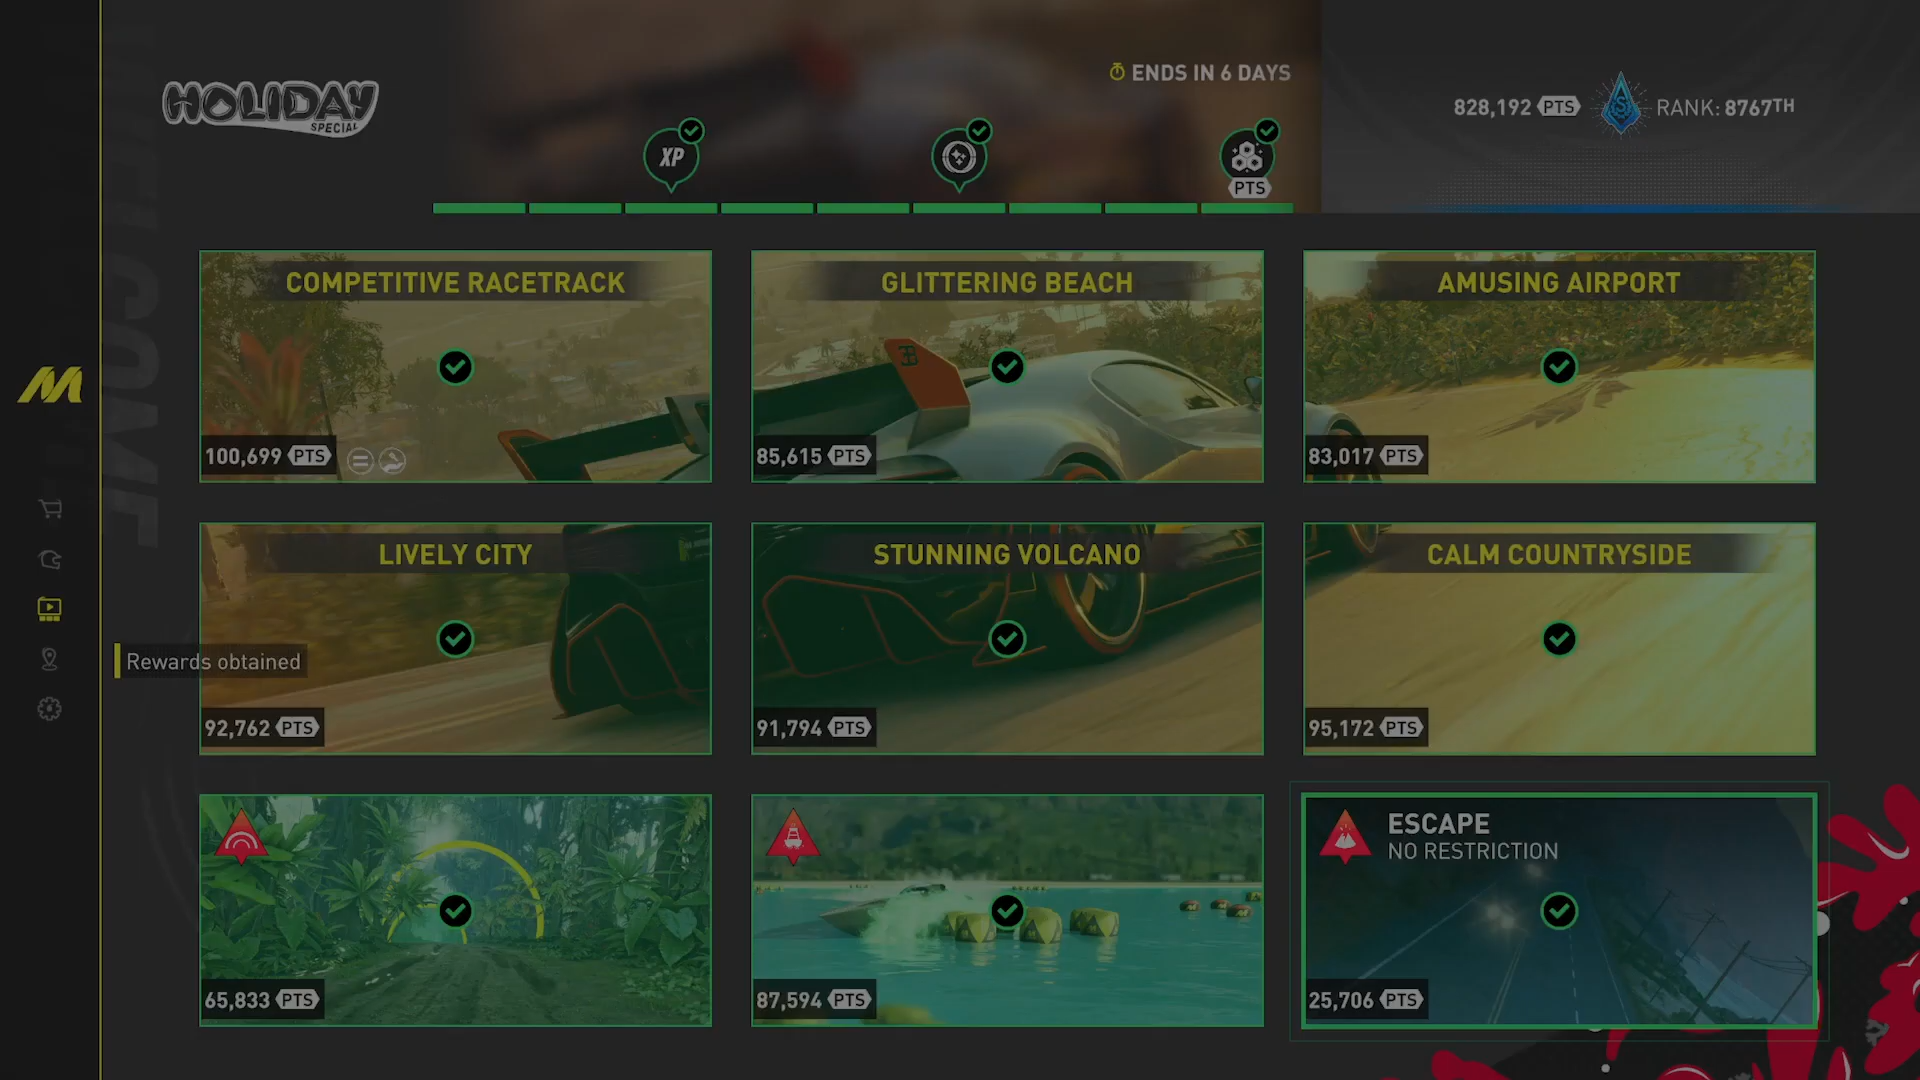 HOLIDAY
SPECIAL
ENDS IN 6 DAYS
828,192 PTS
RANK: 8767TH
XP
PTS
COMPETITIVE RACETRACK
100,699 PTS
GLITTERING BEACH
85,615 PTS
AMUSING AIRPORT
83,017 PTS
LIVELY CITY
92,762 PTS
STUNNING VOLCANO
91,794 PTS
CALM COUNTRYSIDE
95,172 PTS
Rewards obtained
65,833 PTS
87,594 PTS
ESCAPE
NO RESTRICTION
25,706 PTS